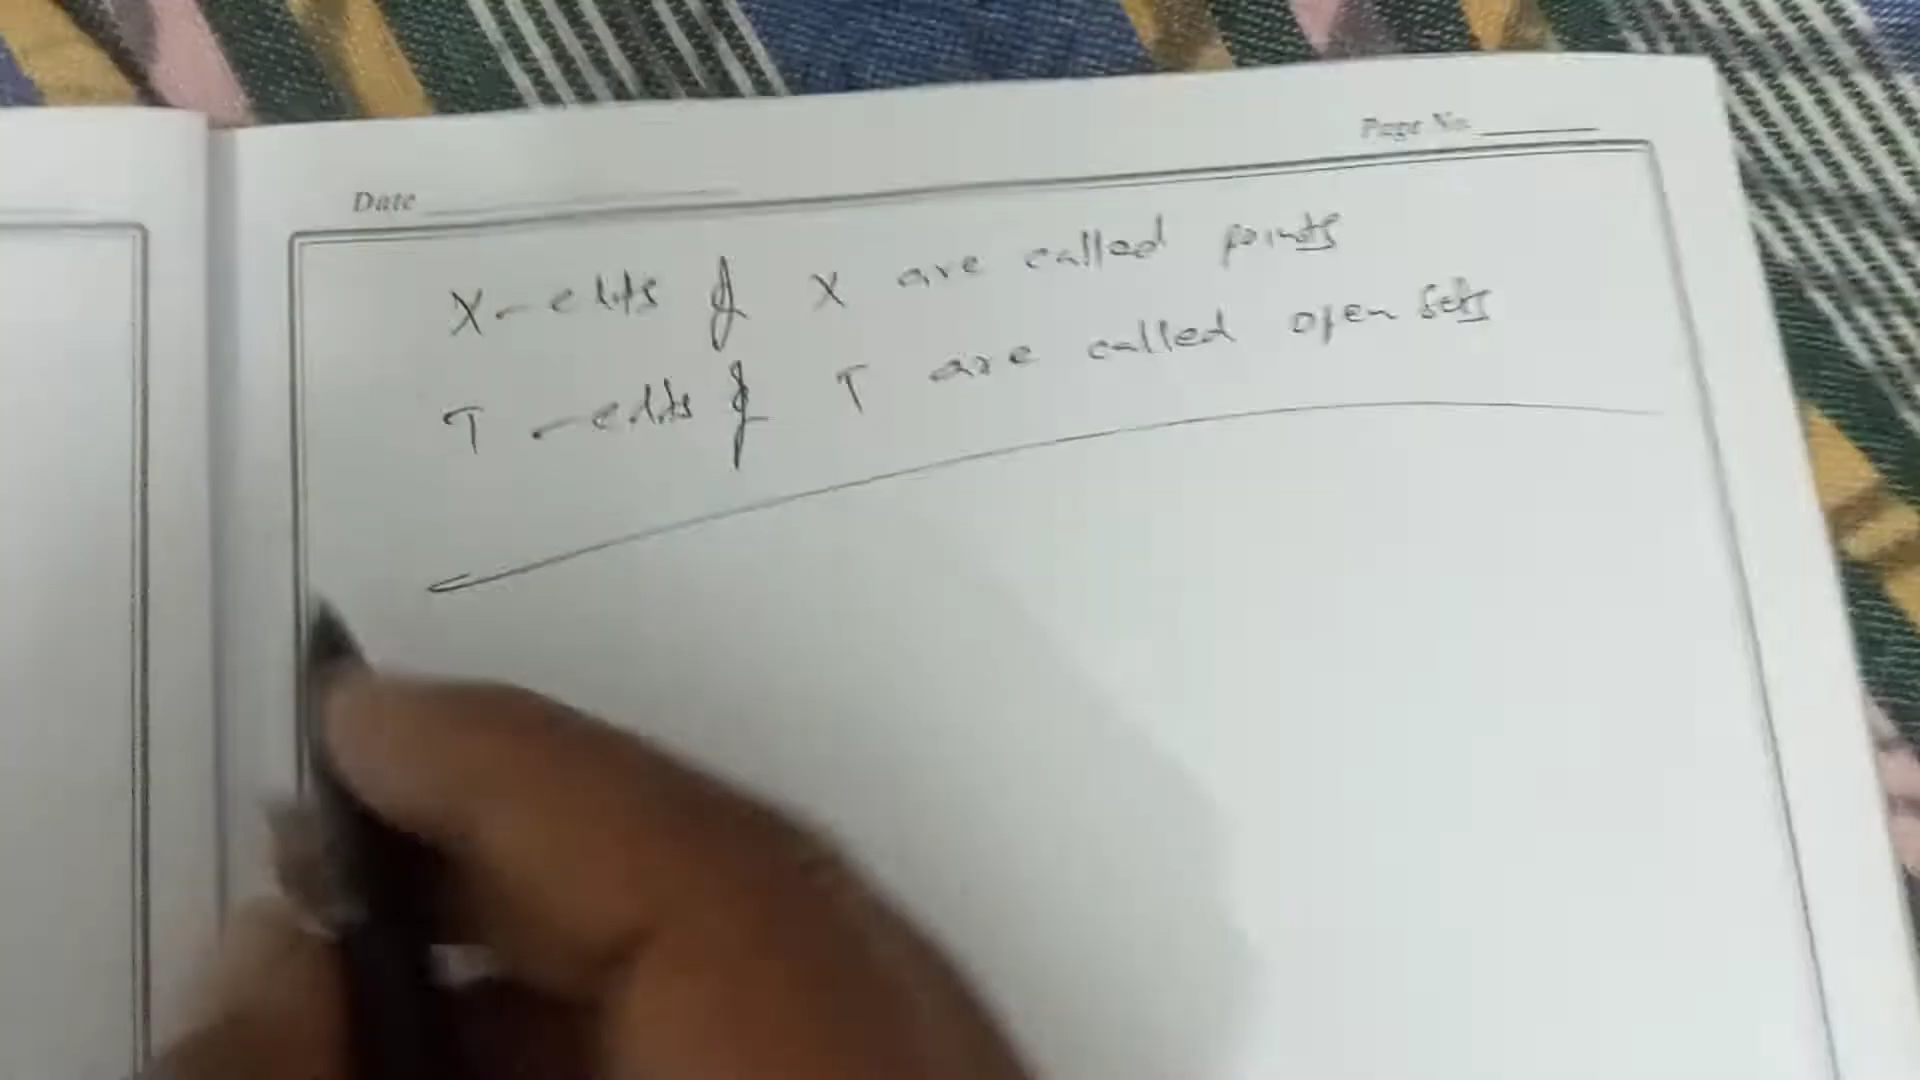 Page No.
Date
X - elts of X are called points
T - elts of T are called open sets